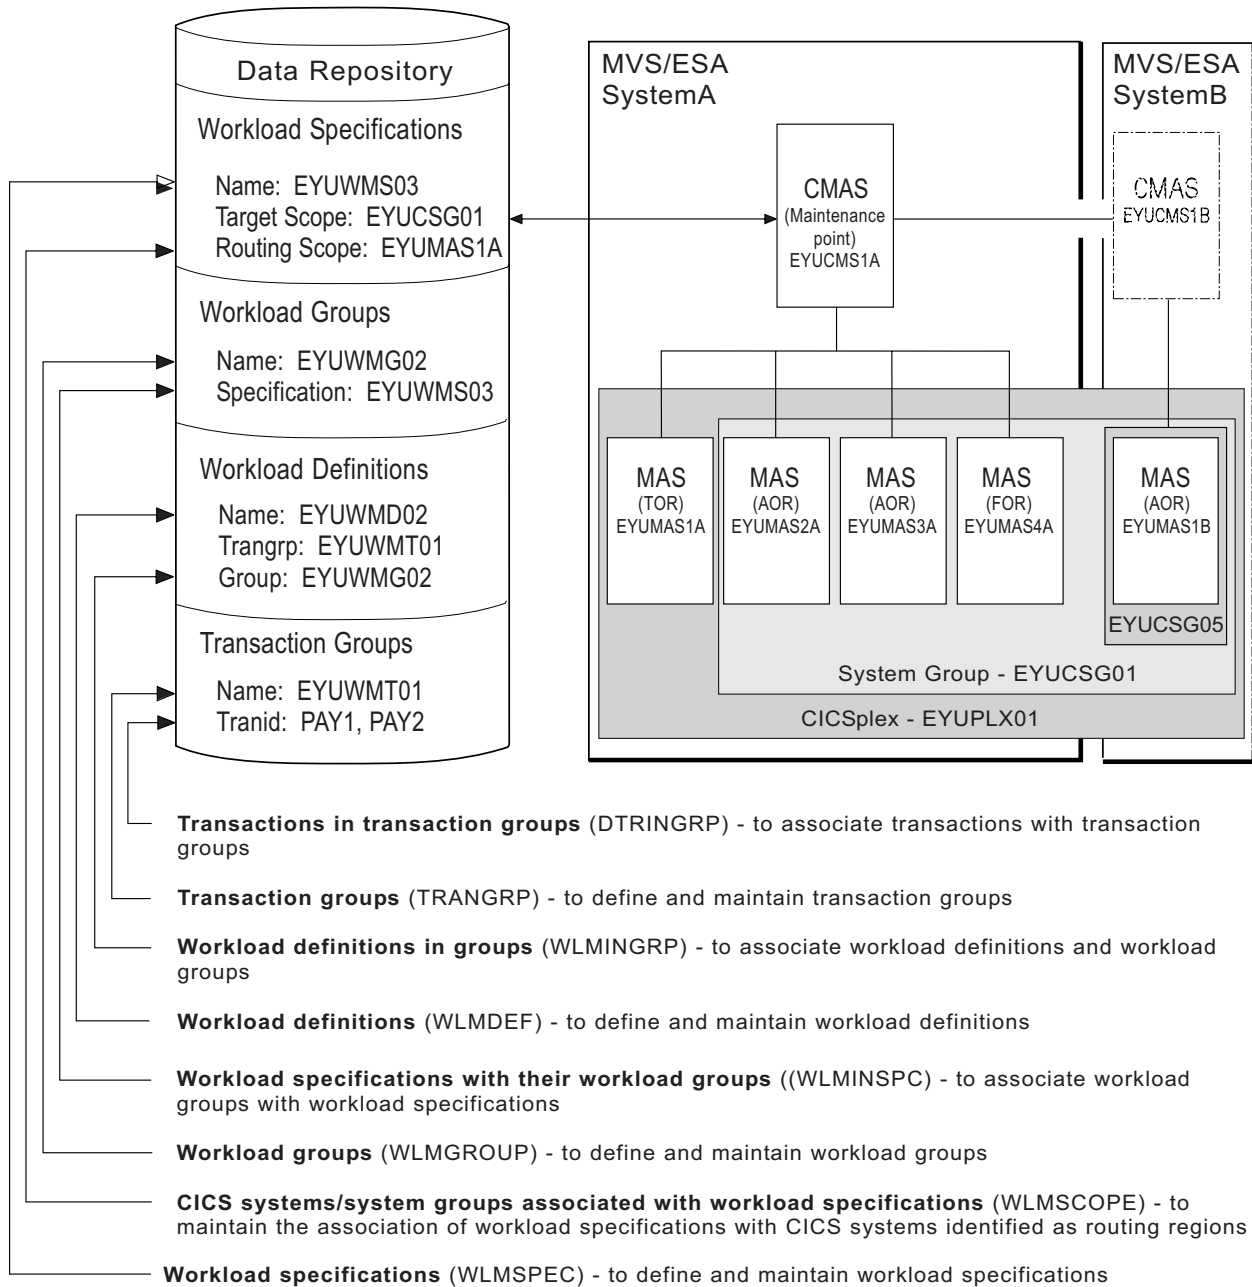 Data Repository
Workload Specifications
Name: EYUWMS03
Target Scope: EYUCSG01
Routing Scope: EYUMAS1A
Workload Groups
Name: EYUWMG02
Specification: EYUWMS03
Workload Definitions
Name: EYUWMD02
Trangrp: EYUWMT01
Group: EYUWMG02
Transaction Groups
Name: EYUWMT01
Tranid: PAY1, PAY2
MVS/ESA
SystemA
CMAS
(Maintenance
point)
EYUCMS1A
MVS/ESA
SystemB
CMAS
EYUCMS1B
MAS
(TOR)
EYUMAS1A
MAS
(AOR)
EYUMAS2A
MAS
(AOR)
EYUMAS3A
MAS
(FOR)
EYUMAS4A
MAS
(AOR)
EYUMAS1B
EYUCSG05
System Group - EYUCSG01
CICSplex - EYUPLX01
Transactions in transaction groups (DTRINGRP) - to associate transactions with transaction
groups
Transaction groups (TRANGRP) - to define and maintain transaction groups
Workload definitions in groups (WLMINGRP) - to associate workload definitions and workload
groups
Workload definitions (WLMDEF) - to define and maintain workload definitions
Workload specifications with their workload groups ((WLMINSPC) - to associate workload
groups with workload specifications
Workload groups (WLMGROUP) - to define and maintain workload groups
CICS systems/system groups associated with workload specifications (WLMSCOPE) - to
maintain the association of workload specifications with CICS systems identified as routing regions
Workload specifications (WLMSPEC) - to define and maintain workload specifications